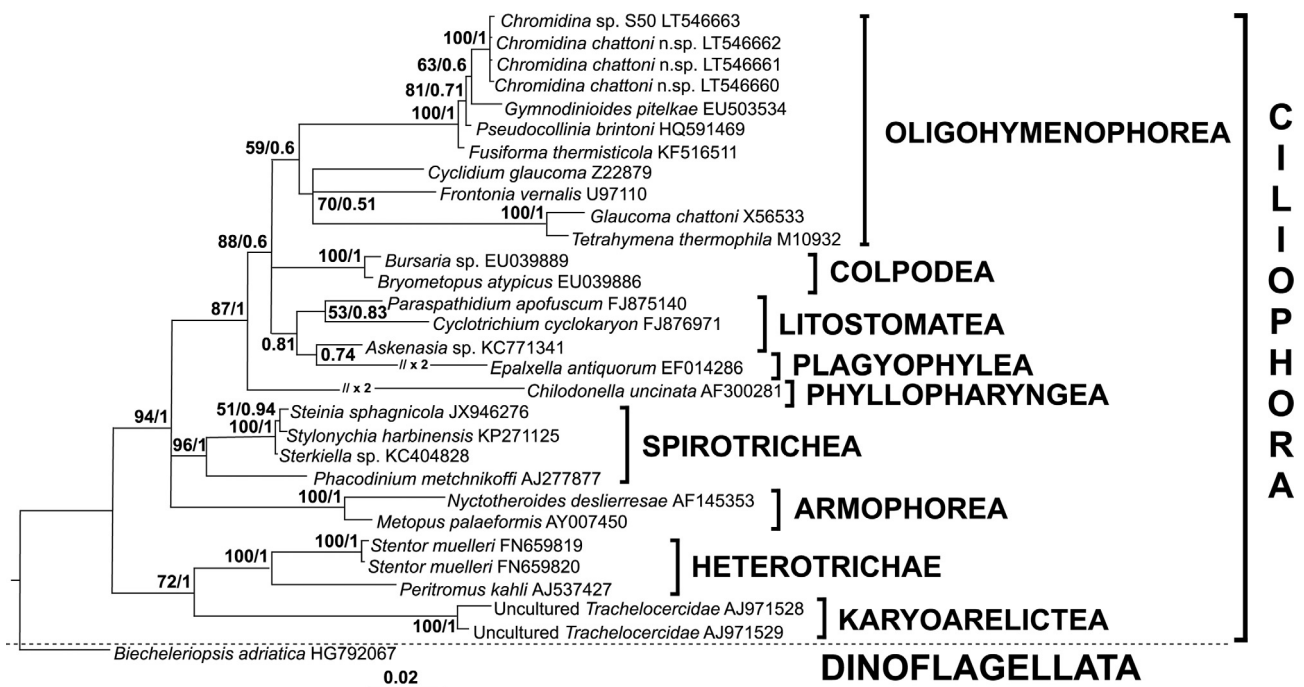 Chromidina sp. S50 LT546663
100/1
Chromidina chattoni n.sp. LT546662
63/0.6
Chromidina chattoni n.sp. LT546661
81/0.71
Chromidina chattoni n.sp. LT546660
100/1
Gymnodinioides pitelkae EU503534
Pseudocollinia brintoni HQ591469
OLIGOHYMENOPHOREA
59/0.6
Fusiforma thermisticola KF516511
Cyclidium glaucoma Z22879
Frontonia vernalis U97110
70/0.51
100/1
Glaucoma chattoni X56533
Tetrahymena thermophila M10932
88/0.6
100/1
Bursaria sp. EU039889
Bryometopus atypicus EU039886
COLPODEA
87/1
Paraspathidium apofuscum FJ875140
53/0.83
Cyclotrichium cyclokaryon FJ876971
LITOSTOMATEA
0.81
Askenasia sp. KC771341
0.74
// x 2
Epalxella antiquorum EF014286
PLAGYOPHYLEA
// x 2
Chilodonella uncinata AF300281
PHYLLOPHARYNGEA
94/1
51/0.94
Steinia sphagnicola JX946276
100/1
Stylonychia harbinensis KP271125
96/1
Sterkiella sp. KC404828
SPIROTRICHEA
Phacodinium metchnikoffi AJ277877
100/1
Nyctotheroides deslierresae AF145353
Metopus palaeformis AY007450
ARMOPHOREA
100/1
Stentor muelleri FN659819
100/1
Stentor muelleri FN659820
HETEROTRICHAE
72/1
Peritromus kahli AJ537427
Uncultured Trachelocercidae AJ971528
100/1
Uncultured Trachelocercidae AJ971529
KARYOARELICTEA
CILIOPHORA
Biecheleriopsis adriatica HG792067
DINOFLAGELLATA
0.02